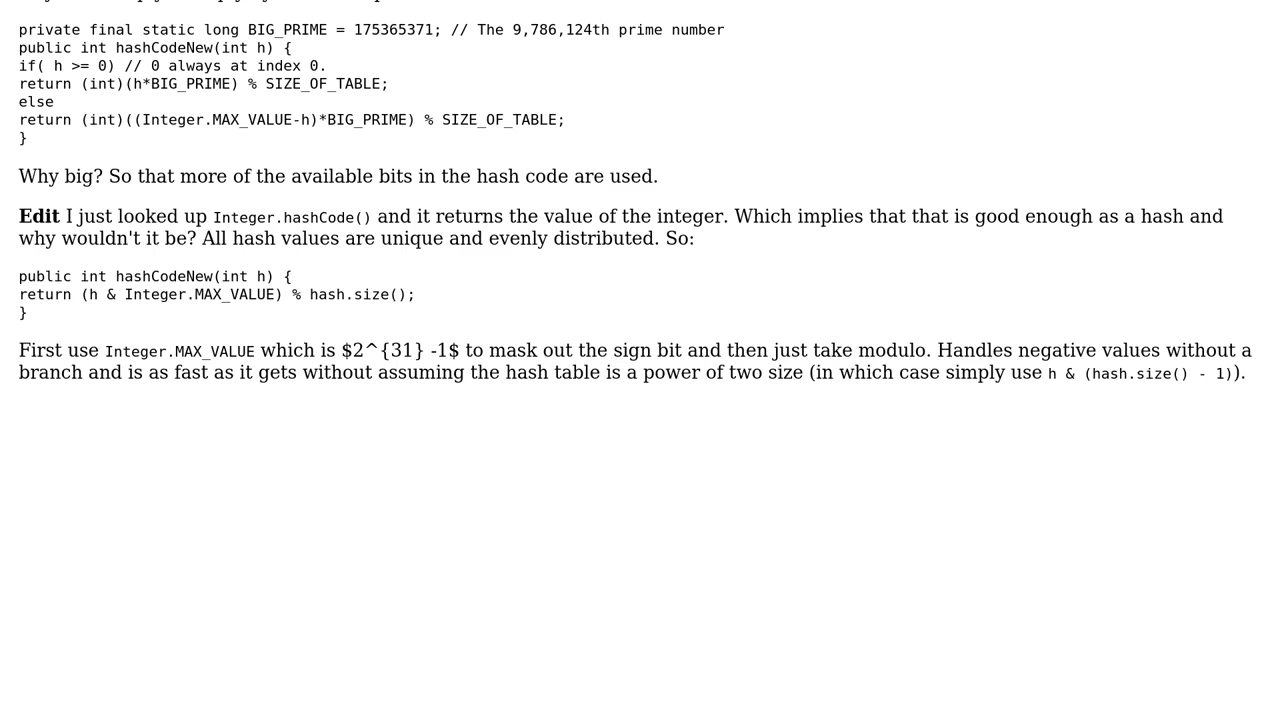 private final static long BIG_PRIME = 175365371; // The 9,786,124th prime number
public int hashCodeNew(int h) {
if( h >= 0) // 0 always at index 0.
return (int)(h*BIG_PRIME) % SIZE_OF_TABLE;
else
return (int)((Integer.MAX_VALUE-h)*BIG_PRIME) % SIZE_OF_TABLE;
}
Why big? So that more of the available bits in the hash code are used.
Edit I just looked up Integer.hashCode() and it returns the value of the integer. Which implies that that is good enough as a hash and
why wouldn't it be? All hash values are unique and evenly distributed. So:
public int hashCodeNew(int h) {
return (h & Integer.MAX_VALUE) % hash.size();
}
First use Integer.MAX_VALUE which is $2^{31} -1$ to mask out the sign bit and then just take modulo. Handles negative values without a
branch and is as fast as it gets without assuming the hash table is a power of two size (in which case simply use h & (hash.size() - 1)).